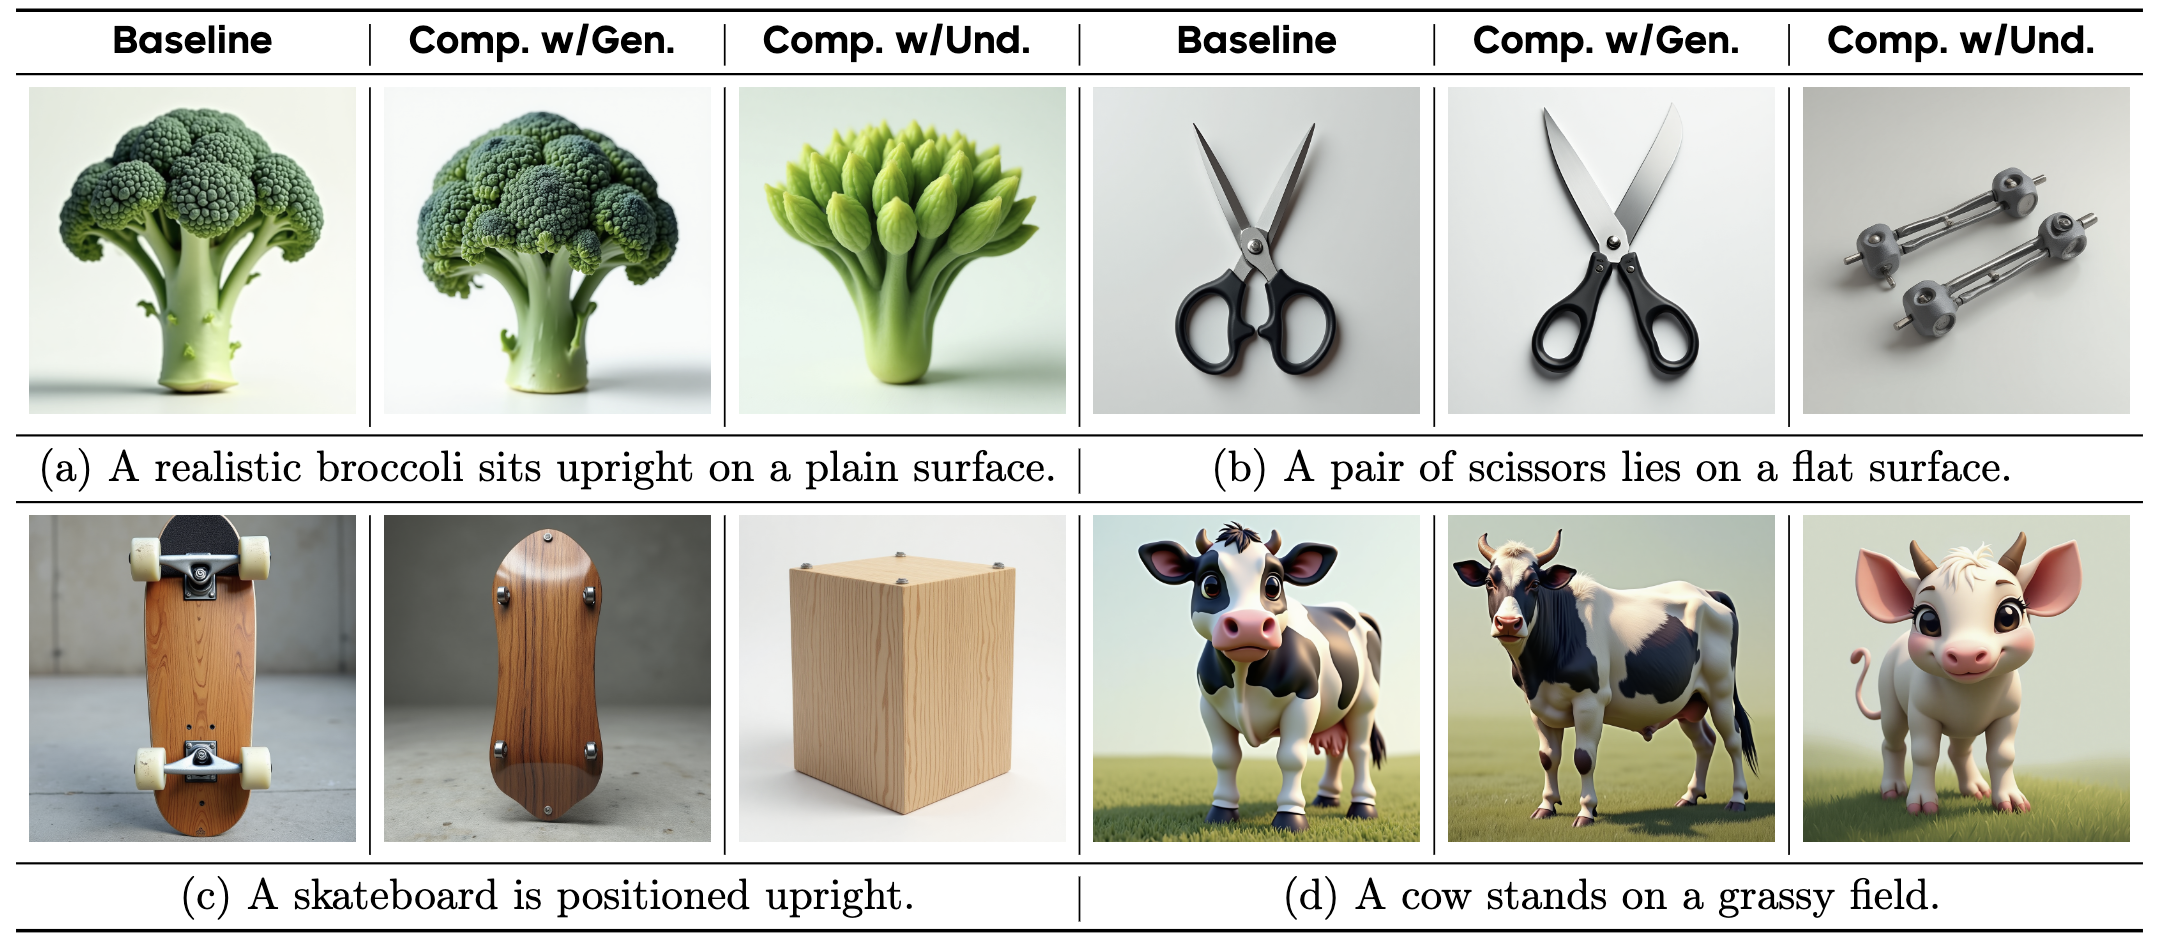 Baseline Comp. w/Gen. Comp. w/Und. Baseline Comp. w/Gen. Comp. w/Und.
(a) A realistic broccoli sits upright on a plain surface.
(b) A pair of scissors lies on a flat surface.
(c) A skateboard is positioned upright.
(d) A cow stands on a grassy field.